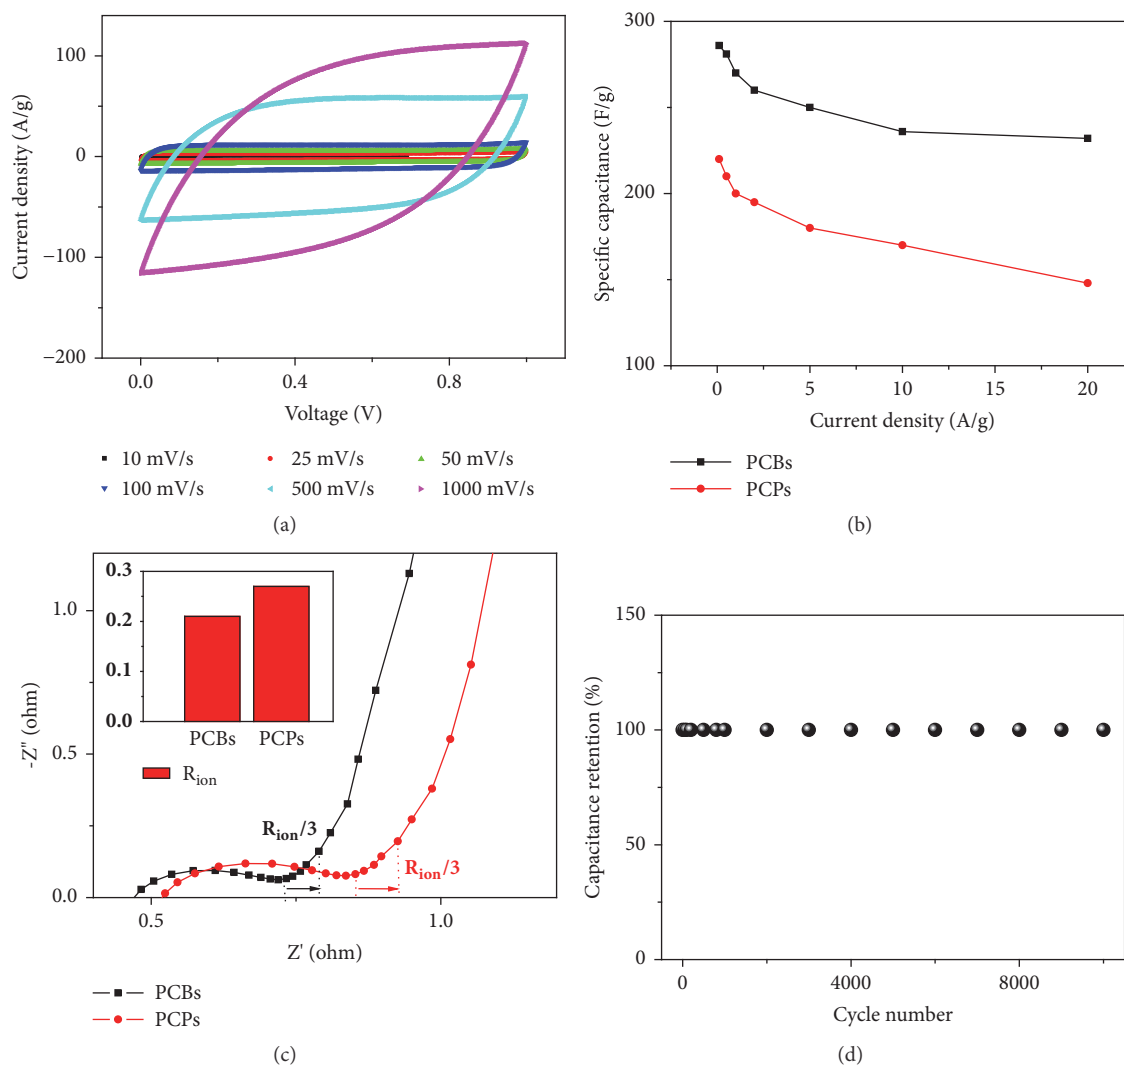 100
0
−100
−200
Current density (A/g)
0.0
0.4
0.8
Voltage (V)
10 mV/s
25 mV/s
50 mV/s
100 mV/s
500 mV/s
1000 mV/s
(a)
300
200
100
Specific capacitance (F/g)
0
5
10
15
20
Current density (A/g)
PCBs
PCPs
(b)
1.0
0.5
0.0
-Z" (ohm)
0.3
0.2
0.1
0.0
PCBs
PCPs
R_ion
R_ion/3
R_ion/3
0.5
1.0
Z' (ohm)
PCBs
PCPs
(c)
150
100
50
0
Capacitance retention (%)
0
4000
8000
Cycle number
(d)